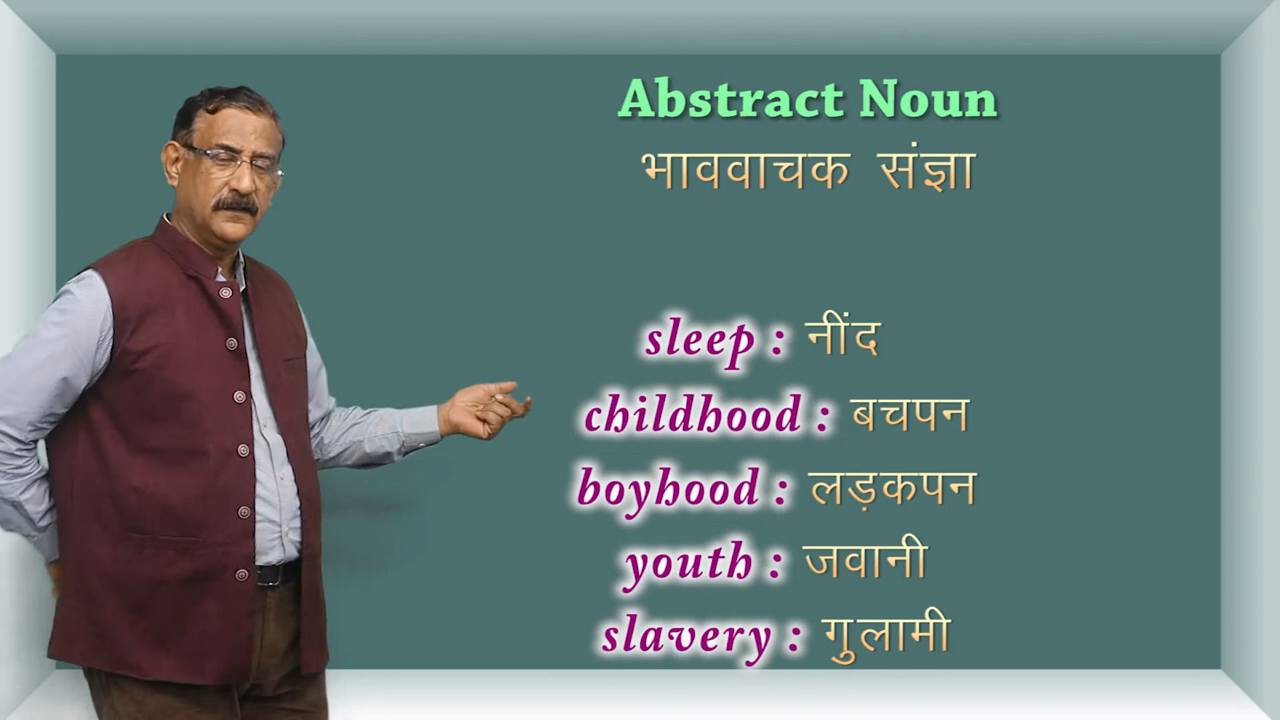 Abstract Noun
भाववाचक संज्ञा
sleep : नींद
childhood : बचपन
boyhood : लड़कपन
youth : जवानी
slavery : गुलामी